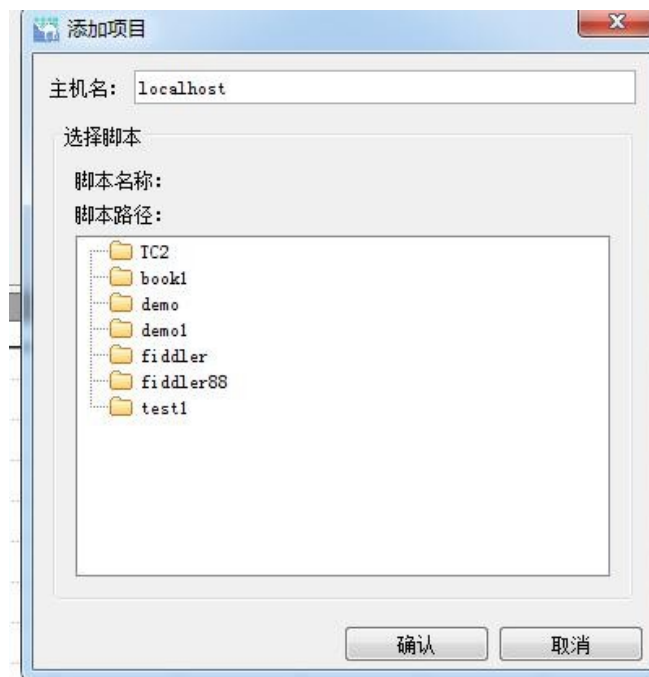 添加项目
主机名: localhost
选择脚本
脚本名称:
脚本路径:
TC2
book1
demo
demo1
fiddler
fiddler88
test1
确认
取消